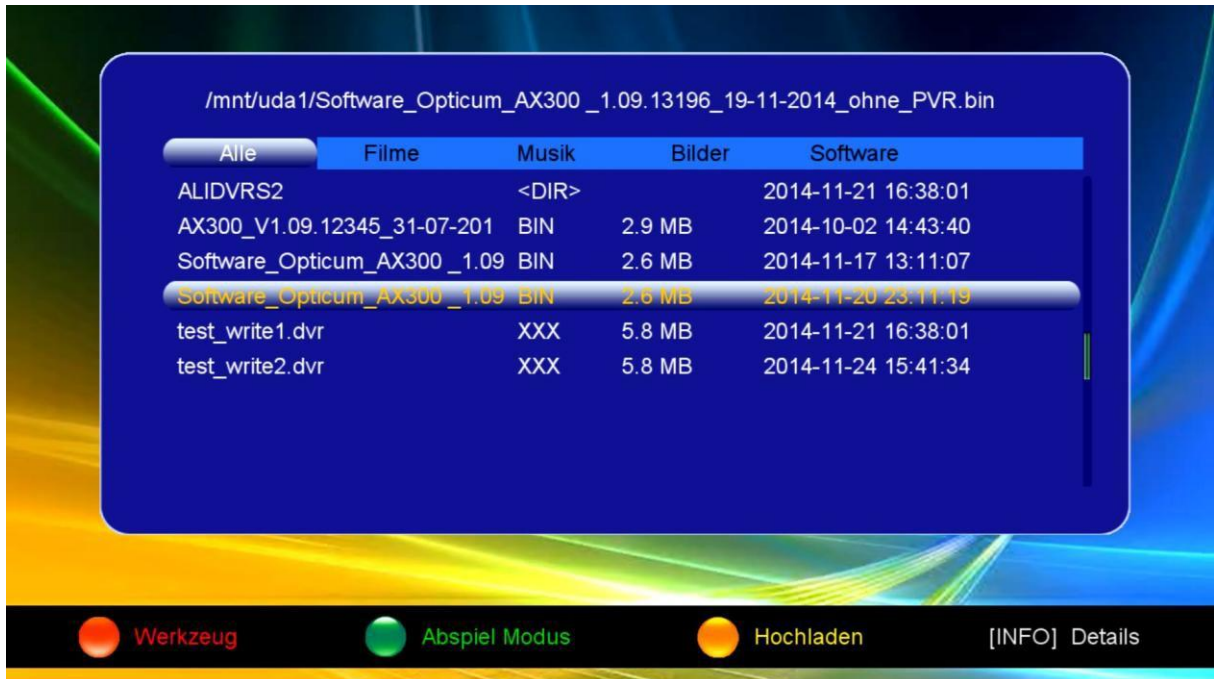 /mnt/uda1/Software_Opticum_AX300 _1.09.13196_19-11-2014_ohne_PVR.bin
Alle Filme Musik Bilder Software
ALIDVRS2 <DIR> 2014-11-21 16:38:01
AX300_V1.09.12345_31-07-201 BIN 2.9 MB 2014-10-02 14:43:40
Software_Opticum_AX300 _1.09 BIN 2.6 MB 2014-11-17 13:11:07
Software_Opticum_AX300 _1.09 BIN 2.6 MB 2014-11-20 23:11:19
test_write1.dvr XXX 5.8 MB 2014-11-21 16:38:01
test_write2.dvr XXX 5.8 MB 2014-11-24 15:41:34
Werkzeug Abspiel Modus Hochladen [INFO] Details